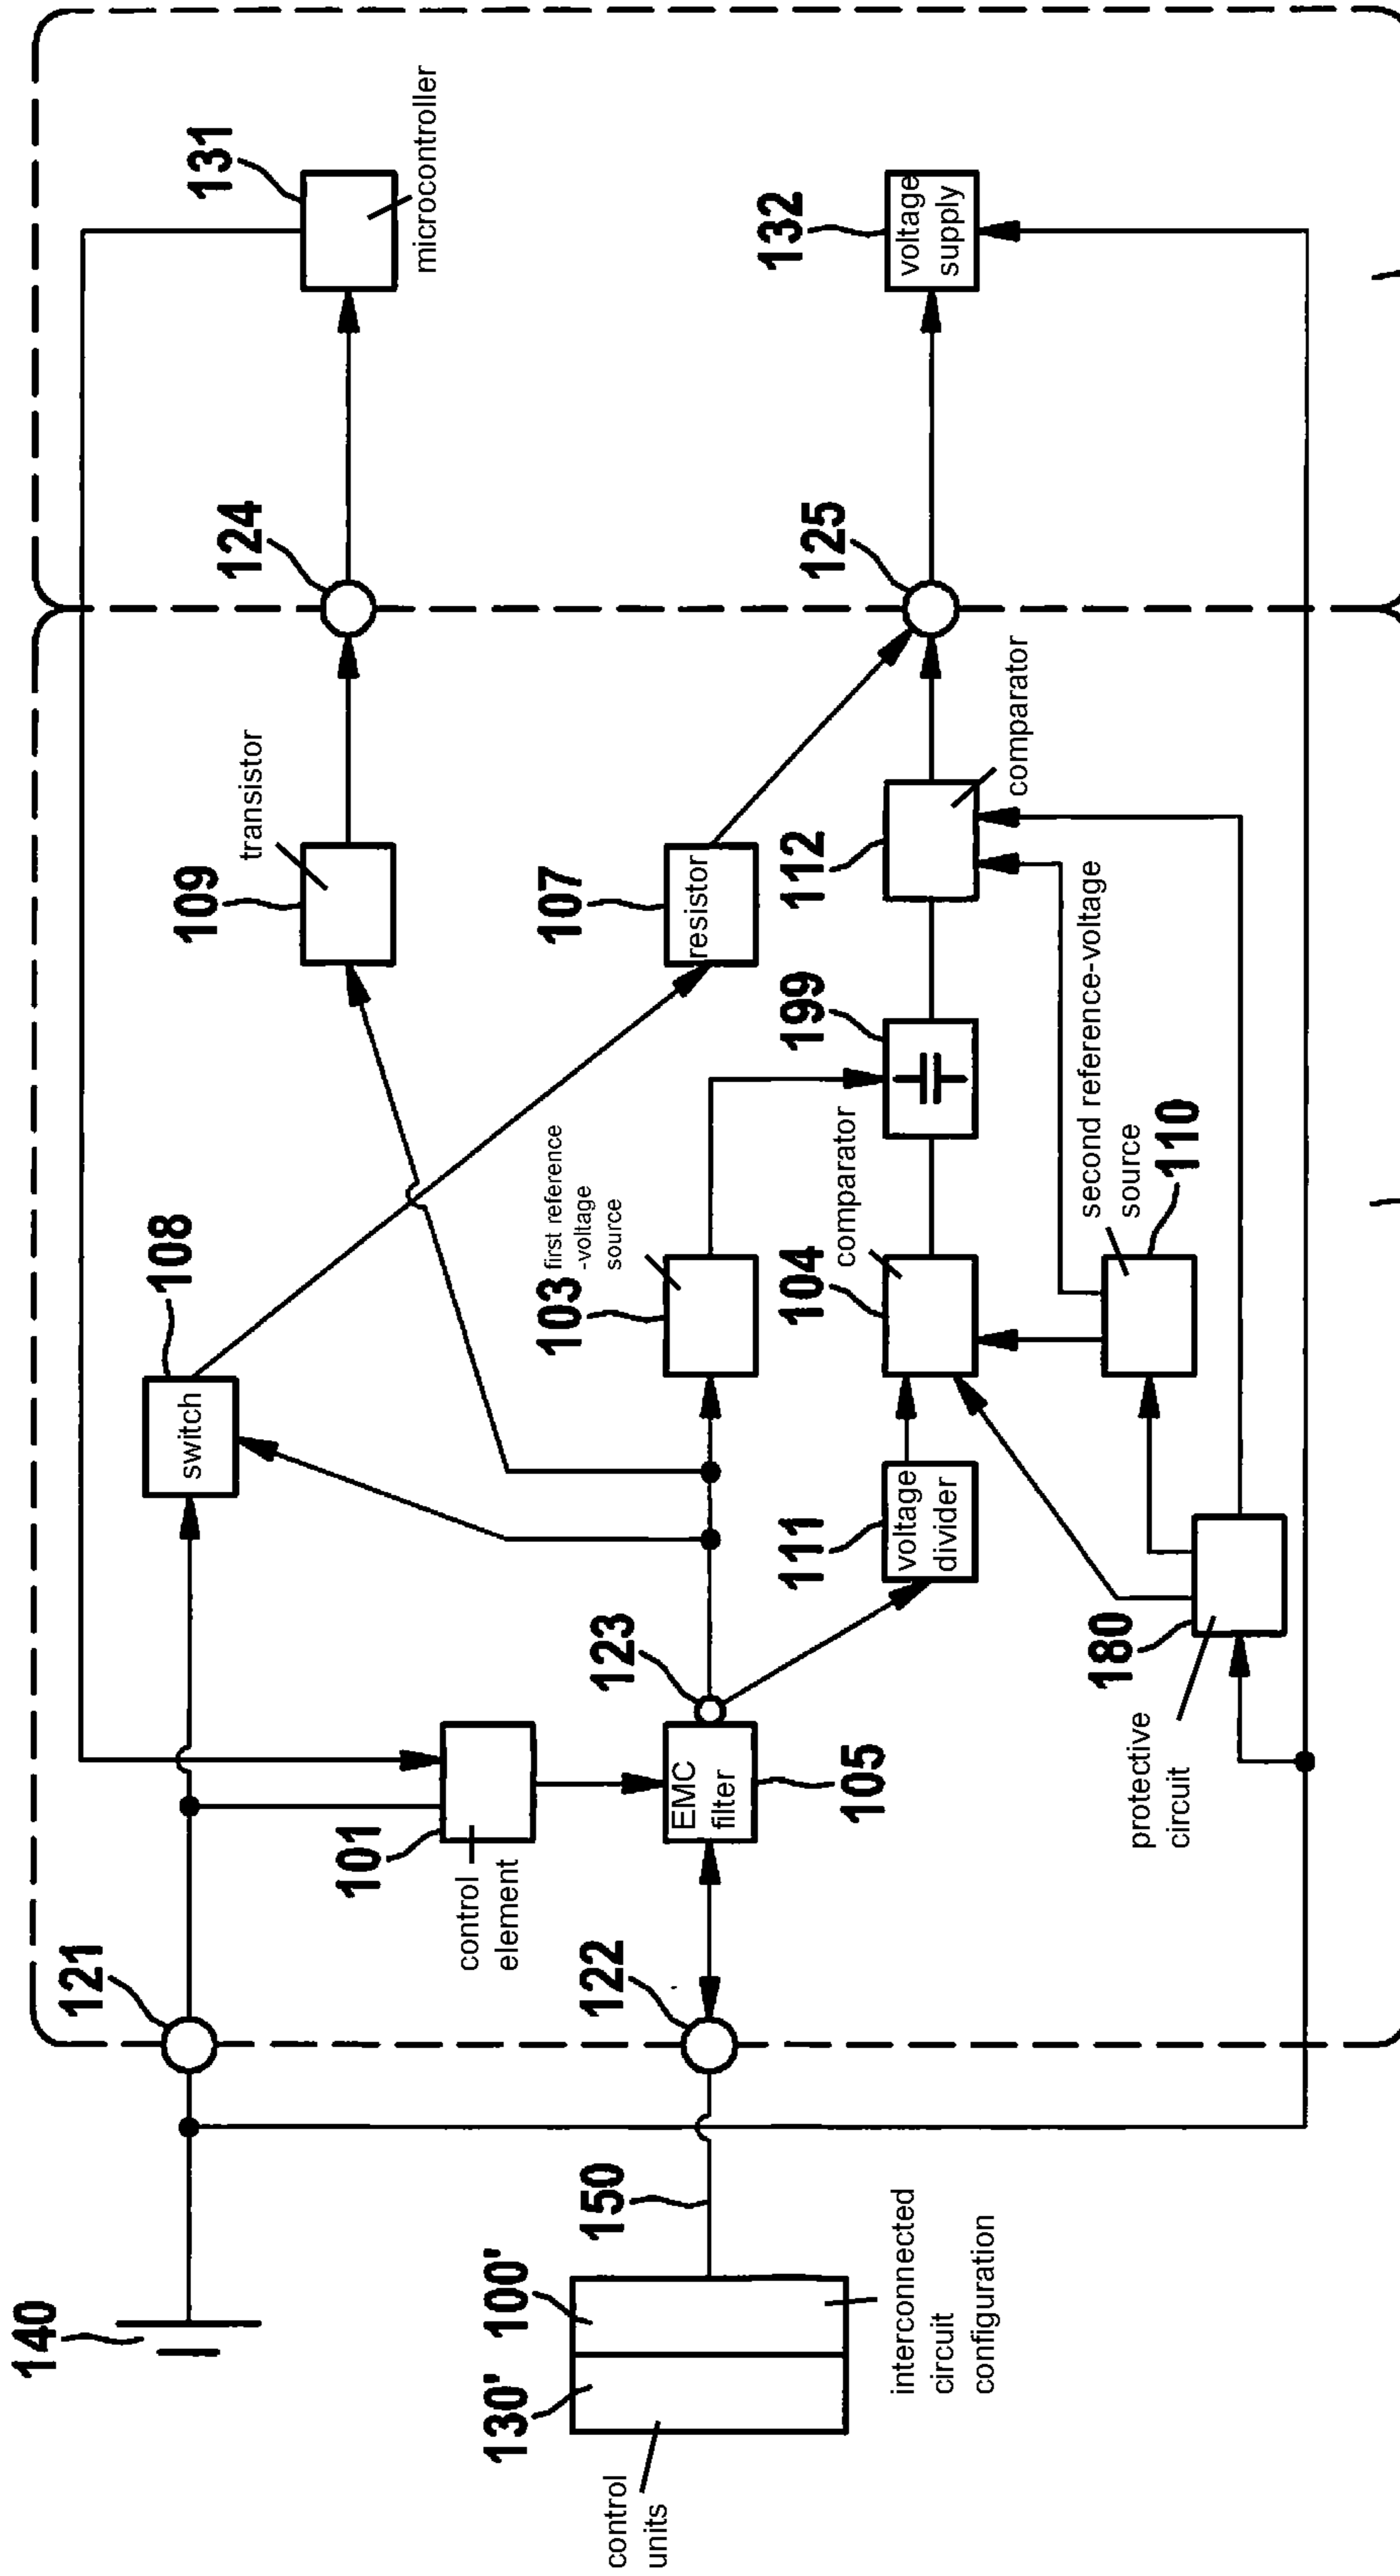 140
121
108
109
transistor
124
131
microcontroller
switch
101
control
element
130'
100'
150
122
123
103
first reference
-voltage
source
107
resistor
EMC
filter
105
control
units
interconnected
circuit
configuration
111
voltage
divider
104
comparator
199
112
comparator
125
132
voltage
supply
180
protective
circuit
second reference-voltage
source
110